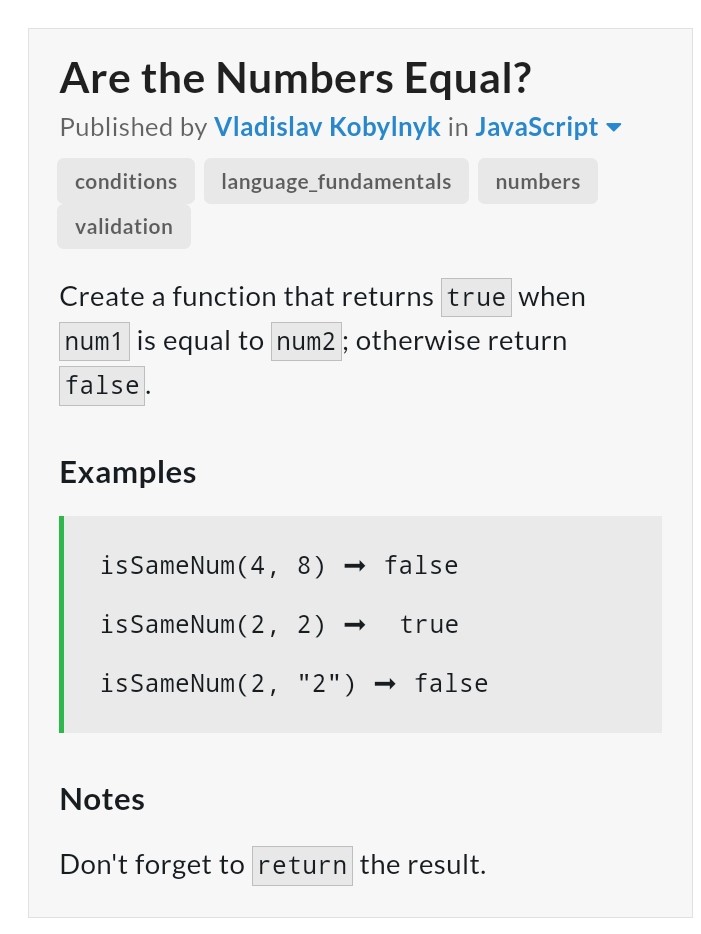 Are the Numbers Equal?
Published by Vladislav Kobylnyk in JavaScript
conditions language_fundamentals numbers
validation
Create a function that returns true when
num1 is equal to num2; otherwise return
false.
Examples
isSameNum(4, 8) ➞ false
isSameNum(2, 2) ➞  true
isSameNum(2, "2") ➞ false
Notes
Don't forget to return the result.